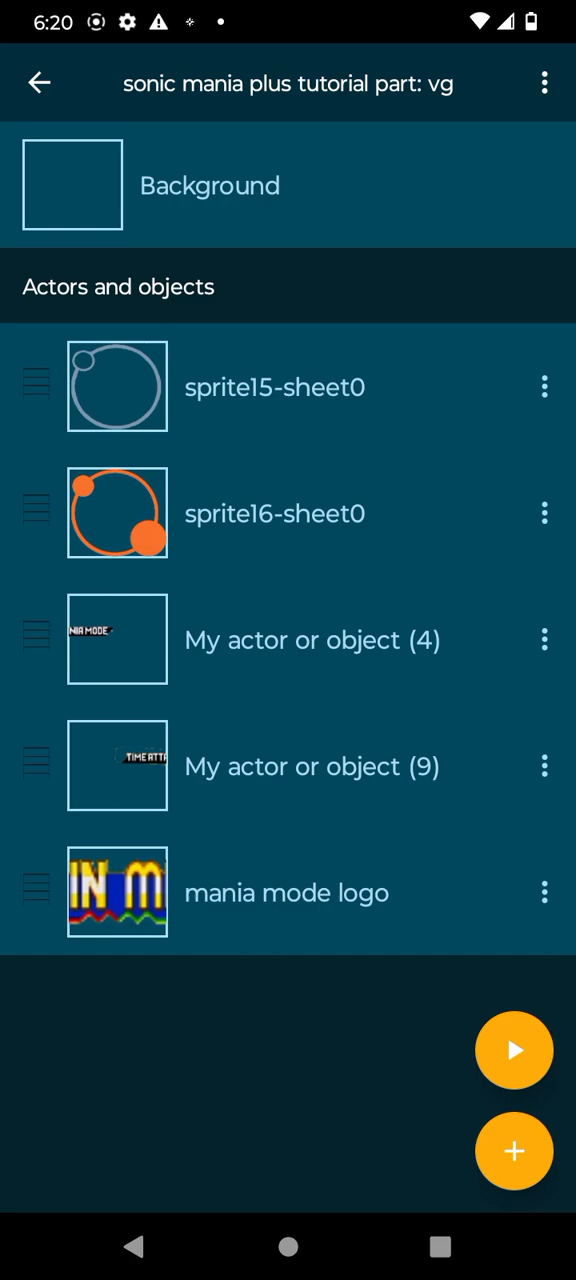 6:20
sonic mania plus tutorial part: vg
Background
Actors and objects
sprite15-sheet0
sprite16-sheet0
NIA MODE
My actor or object (4)
TIME ATT
My actor or object (9)
IN M
mania mode logo